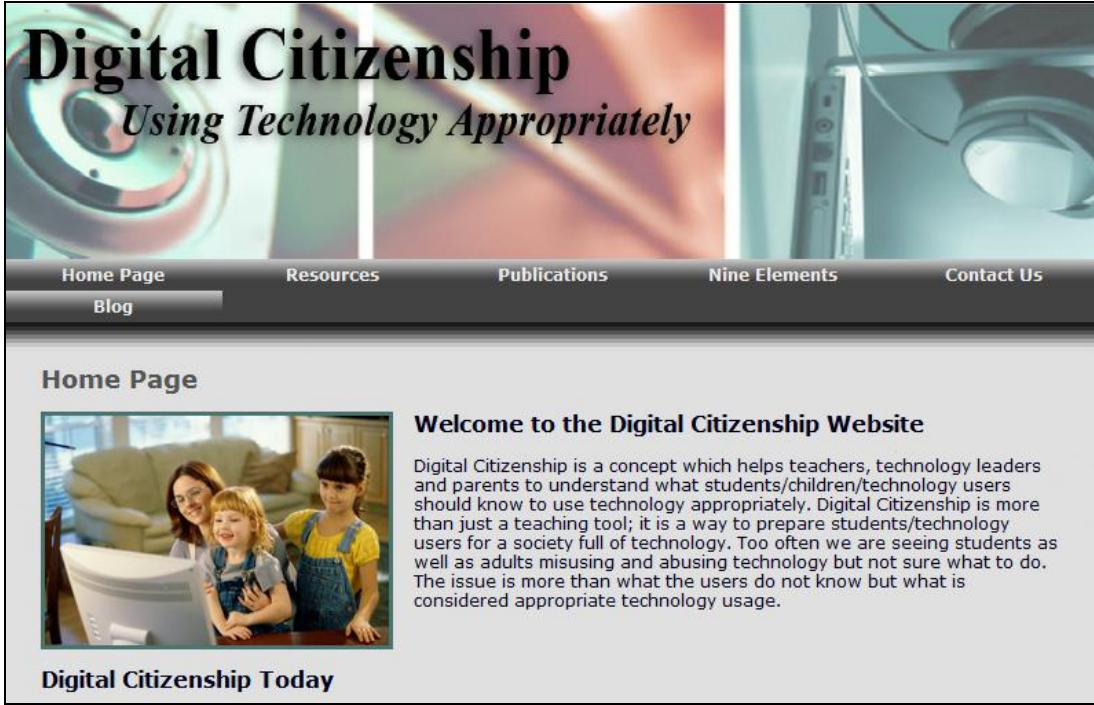 Digital Citizenship
Using Technology Appropriately
Home Page Resources Publications Nine Elements Contact Us
Blog
Home Page
Welcome to the Digital Citizenship Website
Digital Citizenship is a concept which helps teachers, technology leaders
and parents to understand what students/children/technology users
should know to use technology appropriately. Digital Citizenship is more
than just a teaching tool; it is a way to prepare students/technology
users for a society full of technology. Too often we are seeing students as
well as adults misusing and abusing technology but not sure what to do.
The issue is more than what the users do not know but what is
considered appropriate technology usage.
Digital Citizenship Today